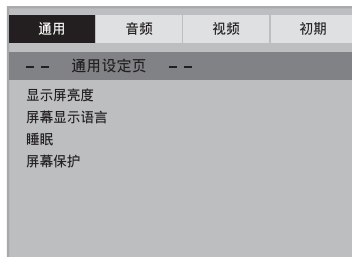 通用 音频 视频 初期
-- 通用设定页 --
显示屏亮度
屏幕显示语言
睡眠
屏幕保护